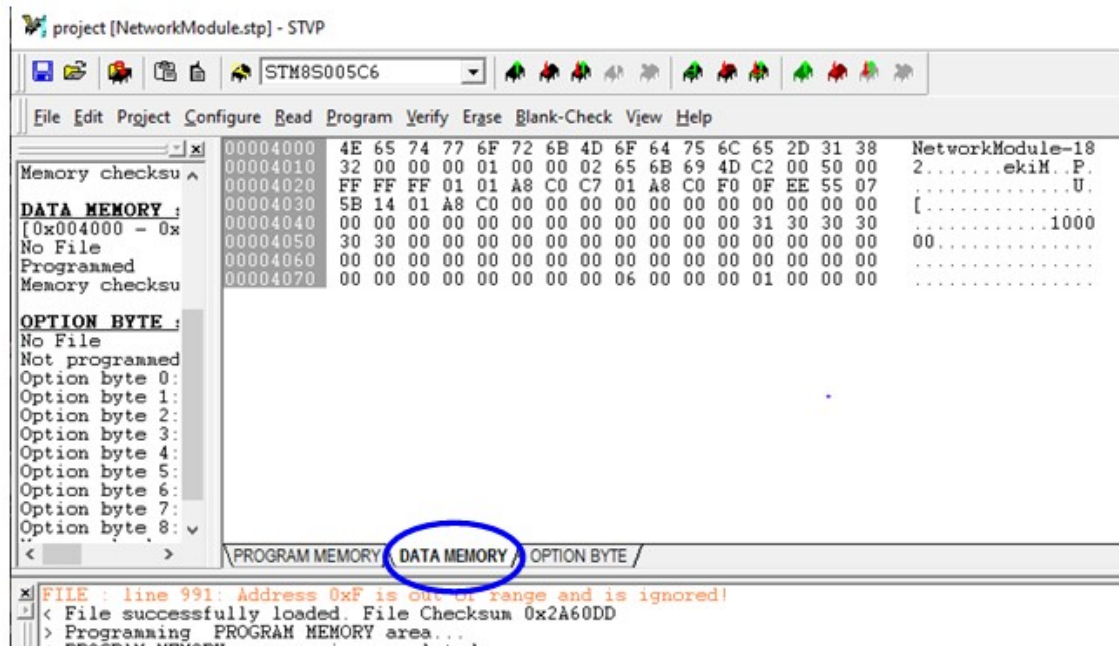 project [NetworkModule.stp] - STVP
STM8S005C6
File Edit Project Configure Read Program Verify Erase Blank-Check View Help
Memory checksu
DATA MEMORY :
[0x004000 - 0x
No File
Programmed
Memory checksu
OPTION BYTE :
No File
Not programmed
Option byte 0:
Option byte 1:
Option byte 2:
Option byte 3:
Option byte 4:
Option byte 5:
Option byte 6:
Option byte 7:
Option byte 8:
00004000 4E 65 74 77 6F 72 6B 4D 6F 64 75 6C 65 2D 31 38 NetworkModule-18
00004010 32 00 00 00 01 00 00 02 65 6B 69 4D C2 00 50 00 2.......ekiM..P.
00004020 FF FF FF 01 01 A8 C0 C7 01 A8 C0 F0 0F EE 55 07 ..............U.
00004030 5B 14 01 A8 C0 00 00 00 00 00 00 00 00 00 00 00 [...............
00004040 00 00 00 00 00 00 00 00 00 00 00 00 31 30 30 30 ............1000
00004050 30 30 00 00 00 00 00 00 00 00 00 00 00 00 00 00 00..............
00004060 00 00 00 00 00 00 00 00 00 00 00 00 00 00 00 00 ................
00004070 00 00 00 00 00 00 00 00 06 00 00 00 01 00 00 00 ................
PROGRAM MEMORY DATA MEMORY OPTION BYTE
FILE : line 991: Address 0xF is out of range and is ignored!
< File successfully loaded. File Checksum 0x2A60DD
> Programming PROGRAM MEMORY area...